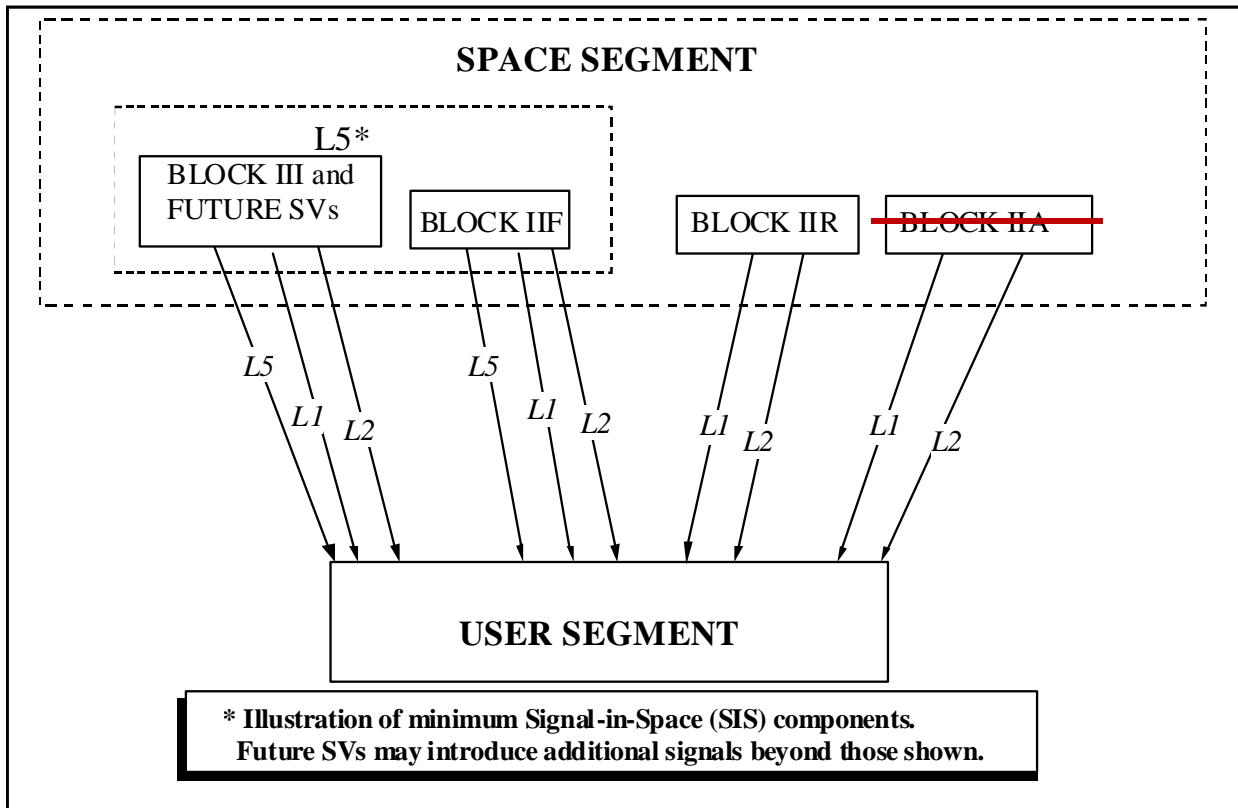 SPACE SEGMENT
L5*
BLOCK III and
FUTURE SVs
BLOCK IIF
BLOCK IIR
BLOCK IIA
L5
L1
L2
L5
L1
L2
L1
L2
L1
L2
USER SEGMENT
* Illustration of minimum Signal-in-Space (SIS) components.
Future SVs may introduce additional signals beyond those shown.